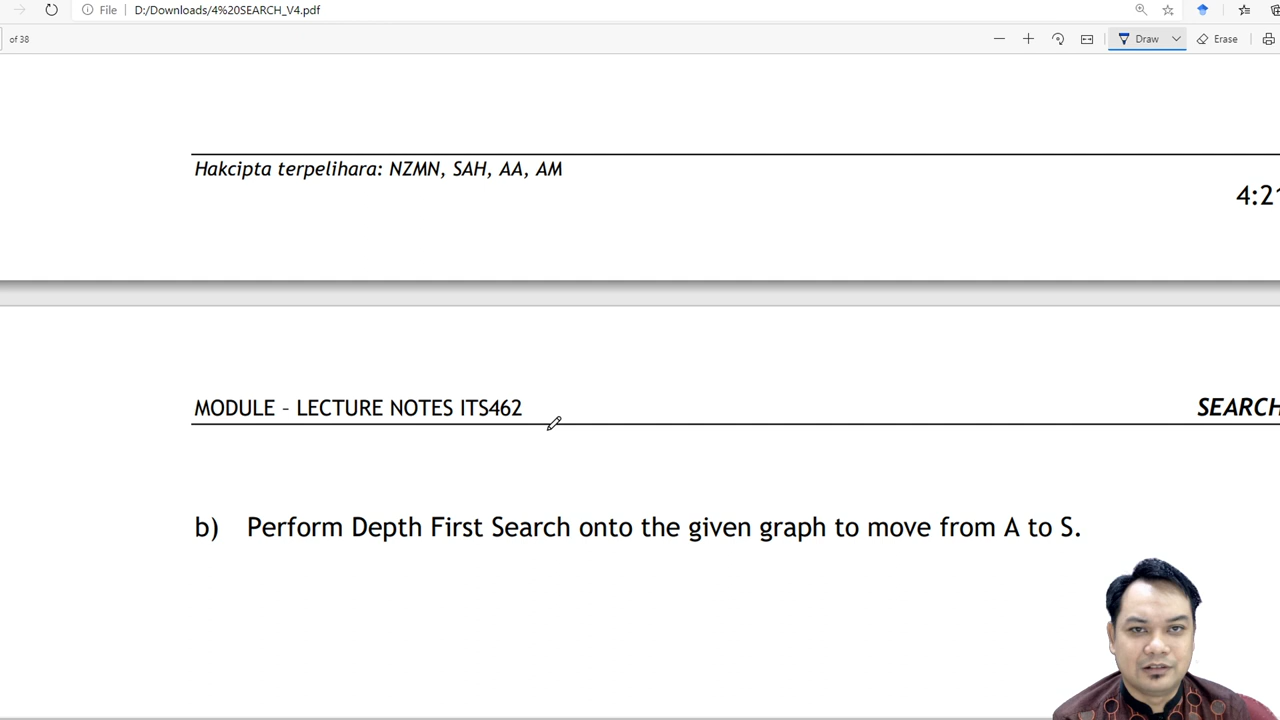 File | D:/Downloads/4%20SEARCH_V4.pdf
of 38
Draw
Erase
Hakcipta terpelihara: NZMN, SAH, AA, AM
MODULE – LECTURE NOTES ITS462
SEARCH
b) Perform Depth First Search onto the given graph to move from A to S.